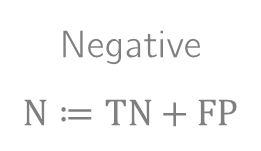 Negative
N ≔ TN + FP